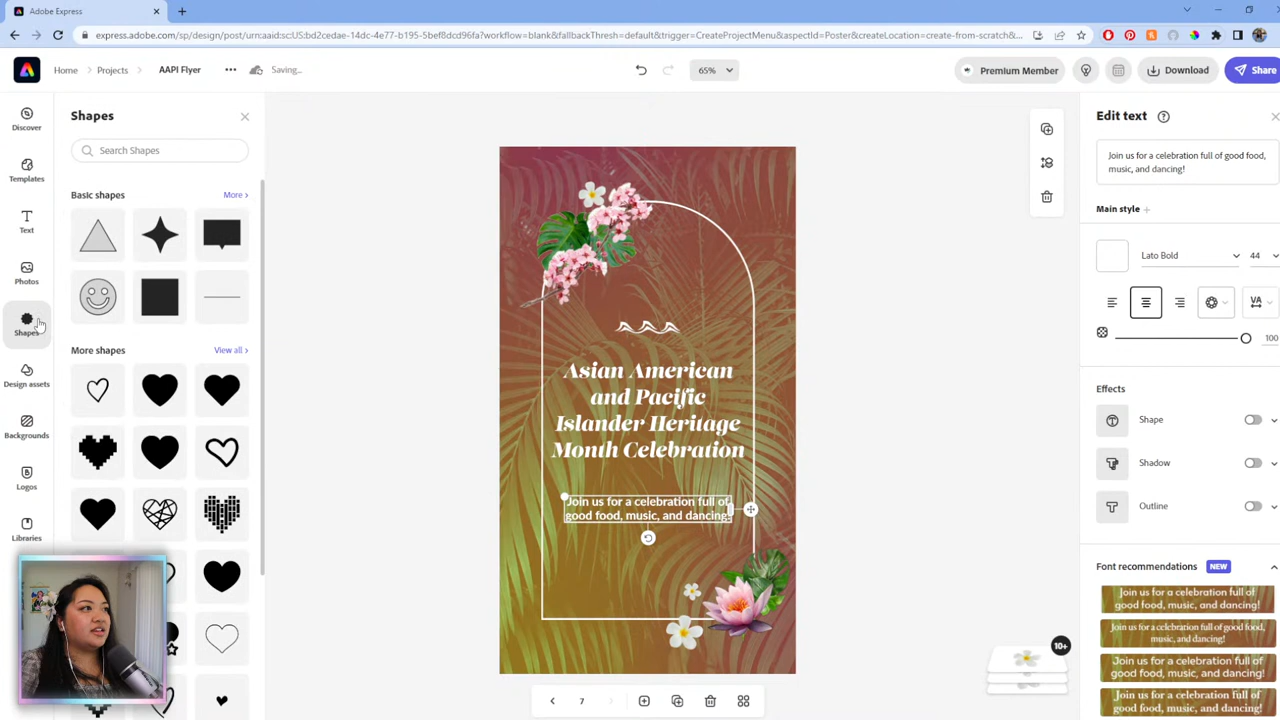 Adobe Express
express.adobe.com/sp/design/post/urn:aaid:sc:US:bd2cedae-14dc-4e77-b195-5bef8dcd96fa?workflow=blank&fallbackThresh=default&trigger=CreateProjectMenu&aspectId=Poster&createLocation=create-from-scratch&...
Home
Projects
AAPI Flyer
Saving...
65%
Premium Member
Download
Share
Discover
Templates
Text
Photos
Shapes
Design assets
Backgrounds
Logos
Libraries
Shapes
Search Shapes
Basic shapes
More
More shapes
View all
Asian American
and Pacific
Islander Heritage
Month Celebration
Join us for a celebration full of
good food, music, and dancing!
7
10+
Edit text
Join us for a celebration full of good food,
music, and dancing!
Main style
Lato Bold
44
VA
100
Effects
Shape
Shadow
Outline
Font recommendations NEW
Join us for a celebration full of
good food, music, and dancing!
Join us for a celebration full of good food,
music, and dancing!
Join us for a celebration full of
good food, music, and dancing!
Join us for a celebration full of
good food, music, and dancing!